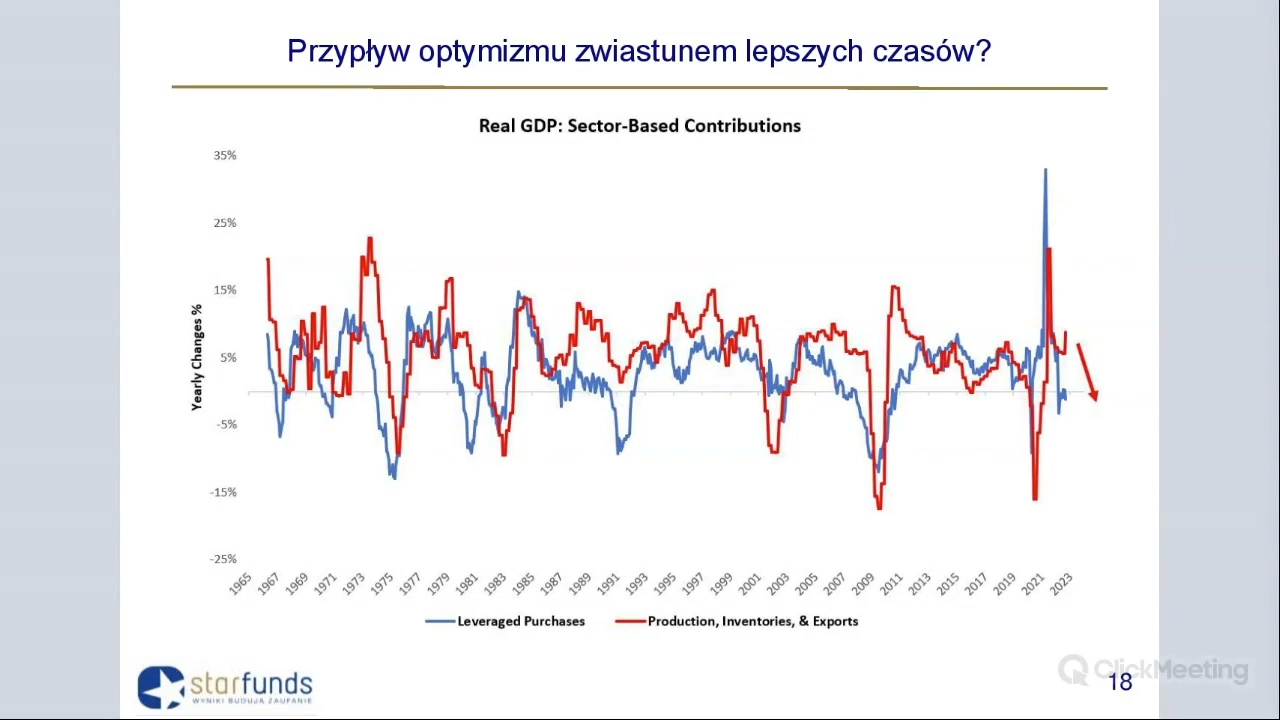 Przypływ optymizmu zwiastunem lepszych czasów?
Real GDP: Sector-Based Contributions
Yearly Changes %
35%
25%
15%
5%
-5%
-15%
-25%
1965 1967 1969 1971 1973 1975 1977 1979 1981 1983 1985 1987 1989 1991 1993 1995 1997 1999 2001 2003 2005 2007 2009 2011 2013 2015 2017 2019 2021 2023
Leveraged Purchases Production, Inventories, & Exports
starfunds
WYNIKI BUDUJĄ ZAUFANIE
ClickMeeting
18